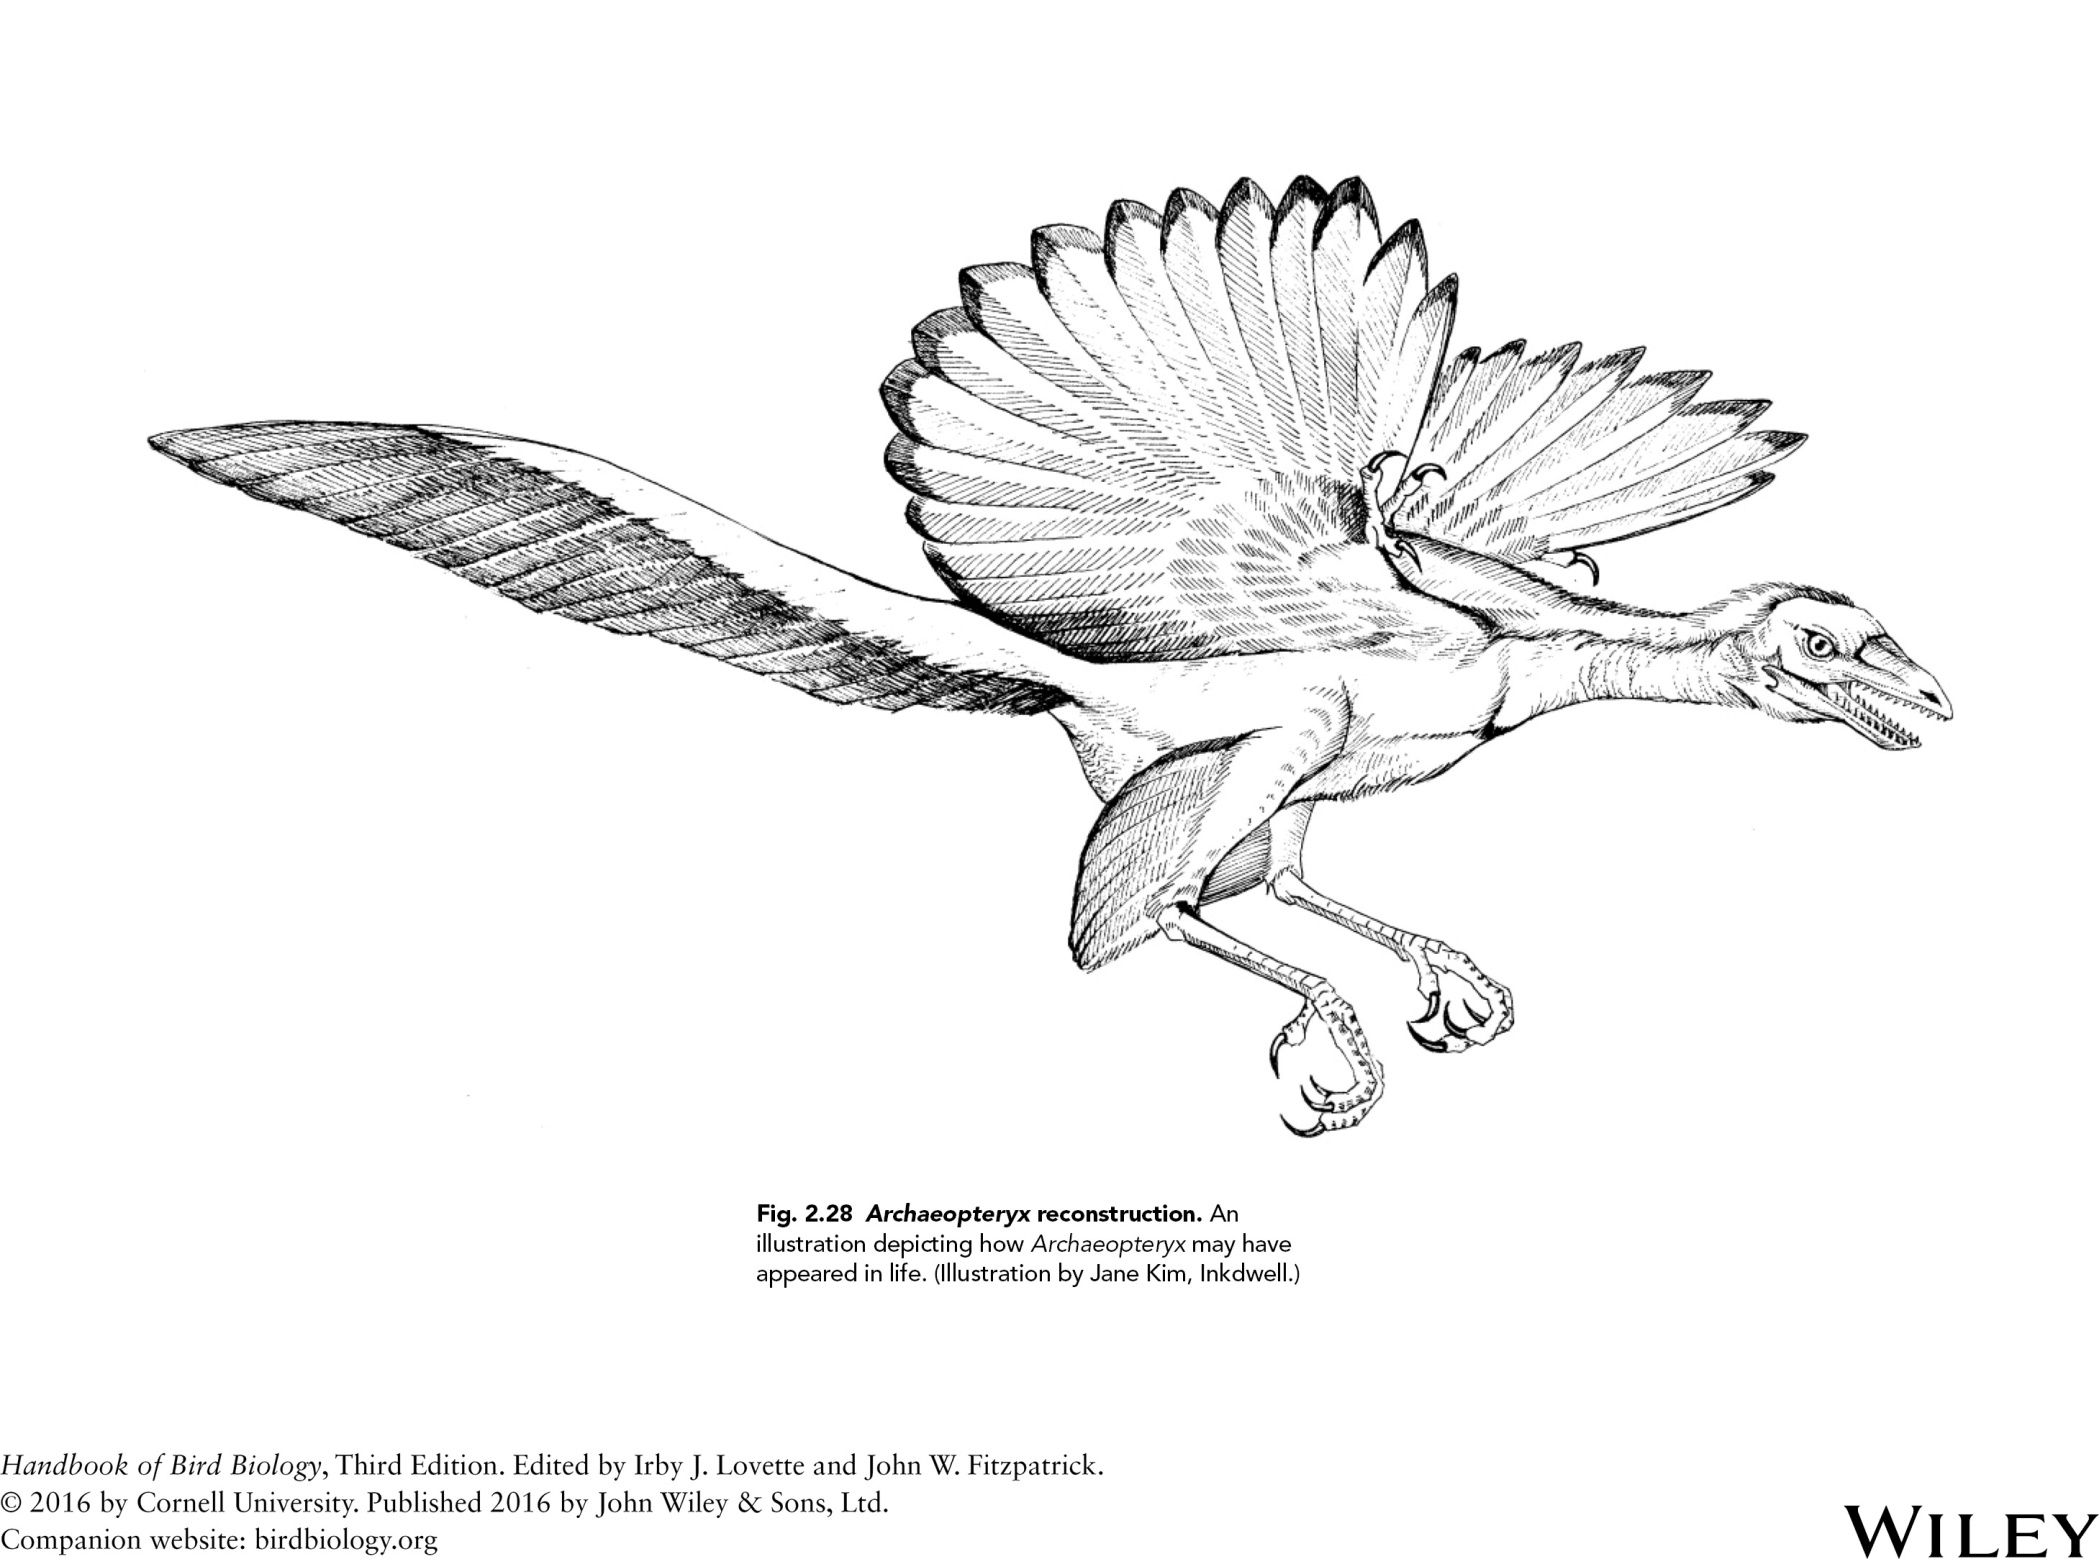 Fig. 2.28 Archaeopteryx reconstruction. An
illustration depicting how Archaeopteryx may have
appeared in life. (Illustration by Jane Kim, Inkdwell.)
Handbook of Bird Biology, Third Edition. Edited by Irby J. Lovette and John W. Fitzpatrick.
© 2016 by Cornell University. Published 2016 by John Wiley & Sons, Ltd.
Companion website: birdbiology.org
WILEY